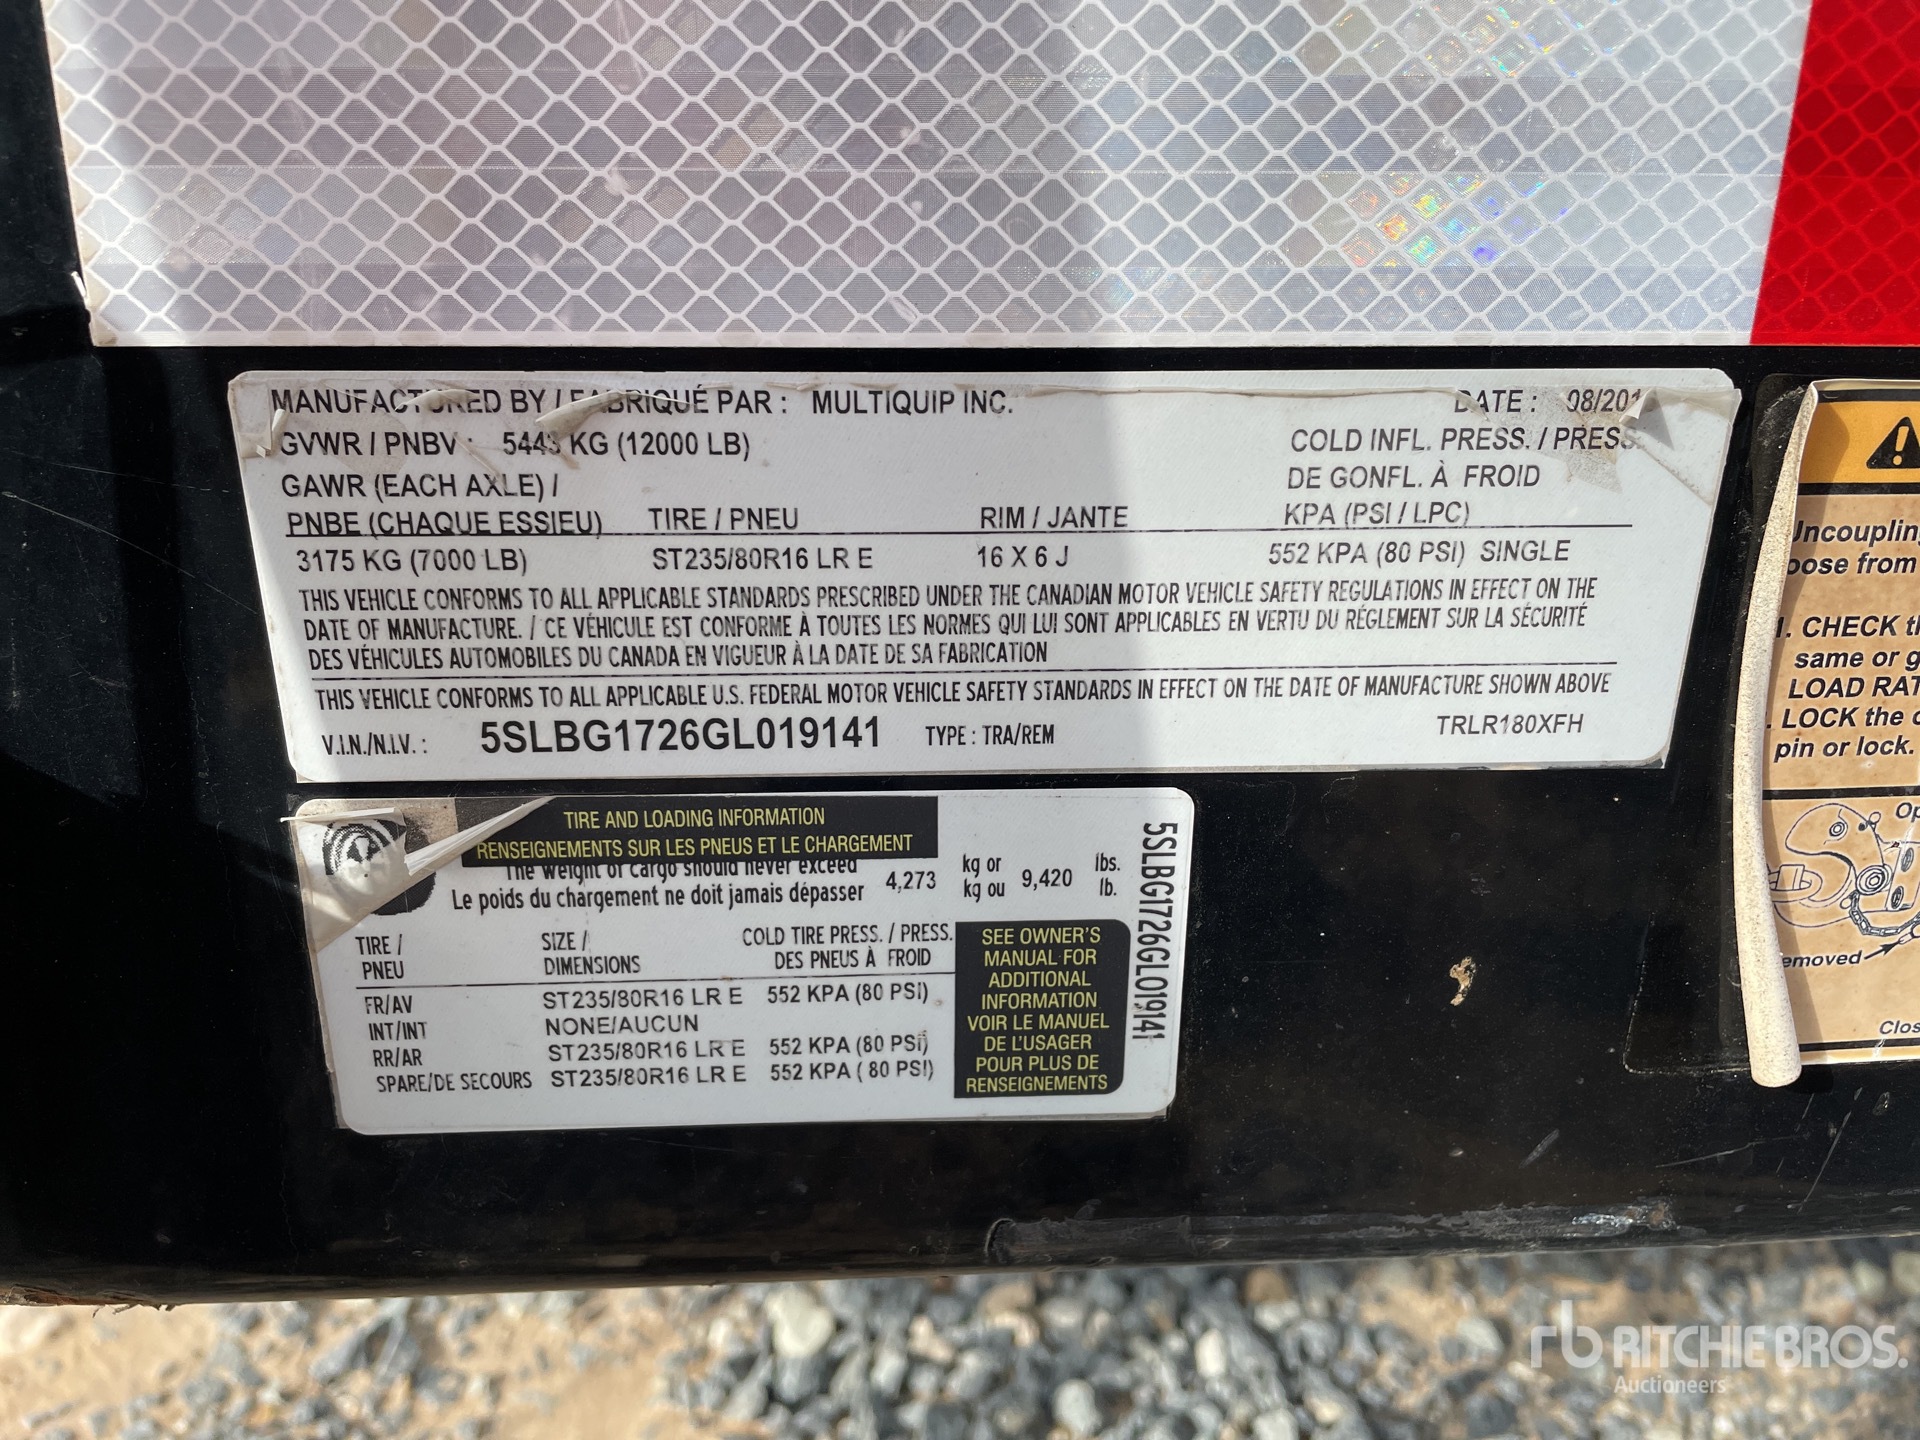 MANUFACTURED BY / FABRIQUÉ PAR : MULTIQUIP INC. DATE : 08/201
GVWR / PNBV : 5443 KG (12000 LB) COLD INFL. PRESS. / PRESS.
GAWR (EACH AXLE) / DE GONFL. À FROID
PNBE (CHAQUE ESSIEU) TIRE / PNEU RIM / JANTE KPA (PSI / LPC)
3175 KG (7000 LB) ST235/80R16 LR E 16 X 6 J 552 KPA (80 PSI) SINGLE
THIS VEHICLE CONFORMS TO ALL APPLICABLE STANDARDS PRESCRIBED UNDER THE CANADIAN MOTOR VEHICLE SAFETY REGULATIONS IN EFFECT ON THE
DATE OF MANUFACTURE. / CE VÉHICULE EST CONFORME À TOUTES LES NORMES QUI LUI SONT APPLICABLES EN VERTU DU RÉGLEMENT SUR LA SÉCURITÉ
DES VÉHICULES AUTOMOBILES DU CANADA EN VIGUEUR À LA DATE DE SA FABRICATION
THIS VEHICLE CONFORMS TO ALL APPLICABLE U.S. FEDERAL MOTOR VEHICLE SAFETY STANDARDS IN EFFECT ON THE DATE OF MANUFACTURE SHOWN ABOVE
V.I.N./N.I.V. : 5SLBG1726GL019141 TYPE : TRA/REM TRLR180XFH
TIRE AND LOADING INFORMATION
RENSEIGNEMENTS SUR LES PNEUS ET LE CHARGEMENT
The weight of cargo should never exceed
Le poids du chargement ne doit jamais dépasser
4,273
kg or
kg ou
9,420
lbs.
lb.
TIRE /
PNEU
SIZE /
DIMENSIONS
COLD TIRE PRESS. / PRESS.
DES PNEUS À FROID
FR/AV ST235/80R16 LR E 552 KPA (80 PSI)
INT/INT NONE/AUCUN
RR/AR ST235/80R16 LR E 552 KPA (80 PSI)
SPARE/DE SECOURS ST235/80R16 LR E 552 KPA ( 80 PSI)
SEE OWNER'S
MANUAL FOR
ADDITIONAL
INFORMATION
VOIR LE MANUEL
DE L'USAGER
POUR PLUS DE
RENSEIGNEMENTS
5SLBG1726GL019141
Uncouplin
oose from
1. CHECK t
same or g
LOAD RAT
. LOCK the
pin or lock.
Op
emoved
Clos
rb RITCHIE BROS.
Auctioneers